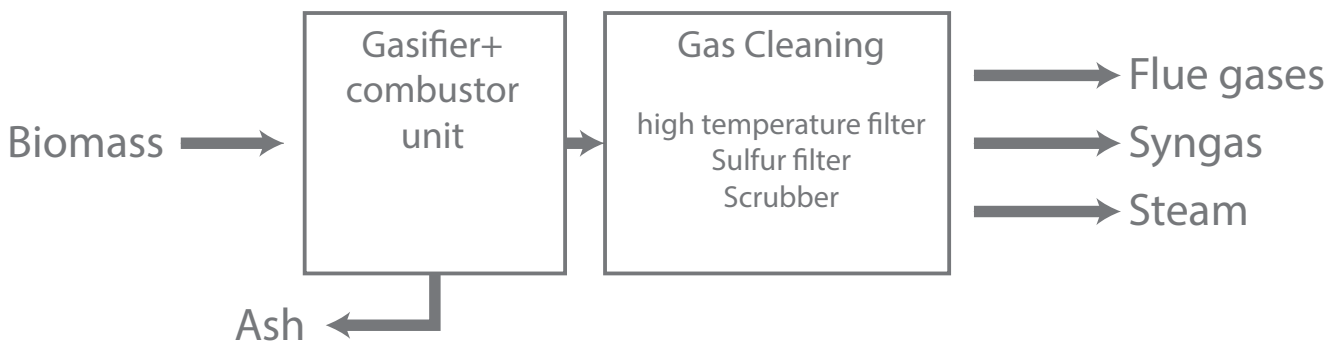 Biomass
Gasifier+
combustor
unit
Ash
Gas Cleaning
high temperature filter
Sulfur filter
Scrubber
Flue gases
Syngas
Steam